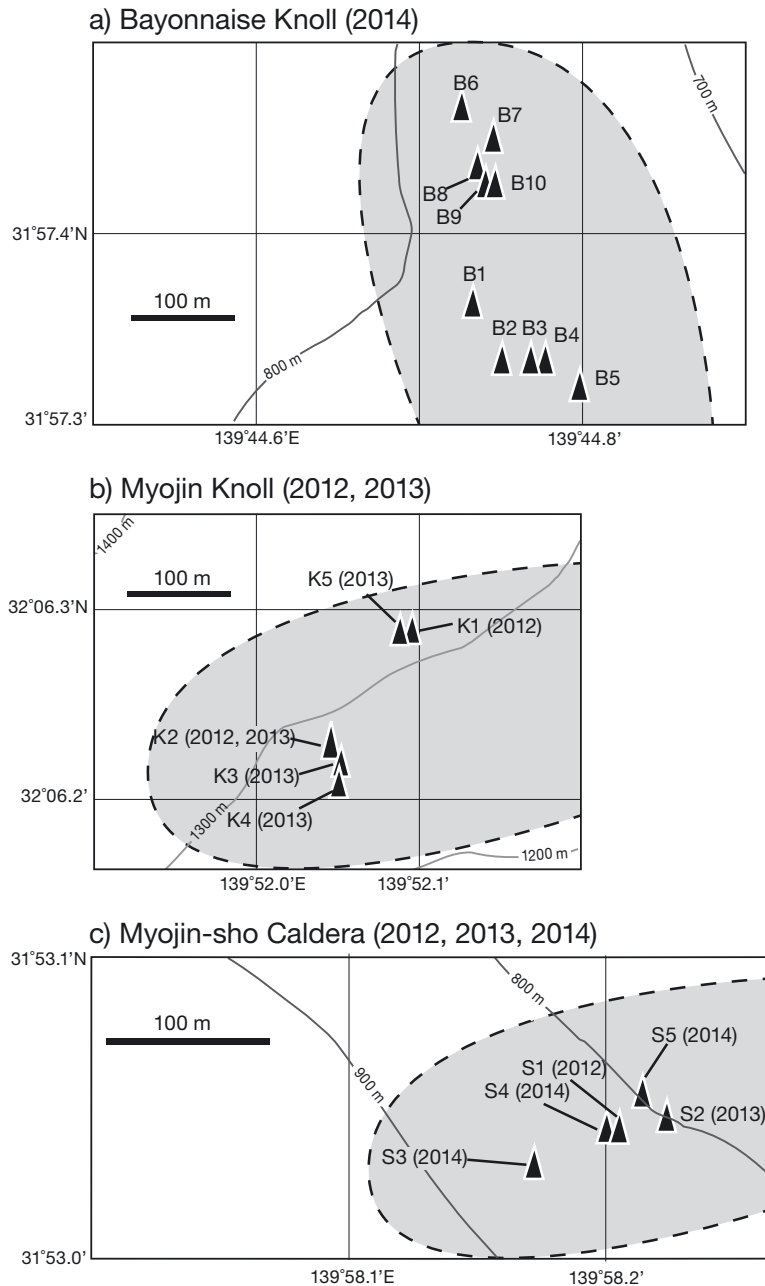 a) Bayonnaise Knoll (2014)
B6
700 m
B7
B8
B10
B9
31°57.4'N
B1
100 m
B2 B3
B4
800 m
B5
31°57.3'
139°44.6'E 139°44.8'
b) Myojin Knoll (2012, 2013)
1400 m
100 m
K5 (2013)
32°06.3'N
K1 (2012)
K2 (2012, 2013)
K3 (2013)
32°06.2'
K4 (2013)
1300 m
1200 m
139°52.0'E 139°52.1'
c) Myojin-sho Caldera (2012, 2013, 2014)
31°53.1'N
800 m
100 m
S5 (2014)
S1 (2012)
900 m
S4 (2014)
S2 (2013)
S3 (2014)
31°53.0'
139°58.1'E 139°58.2'